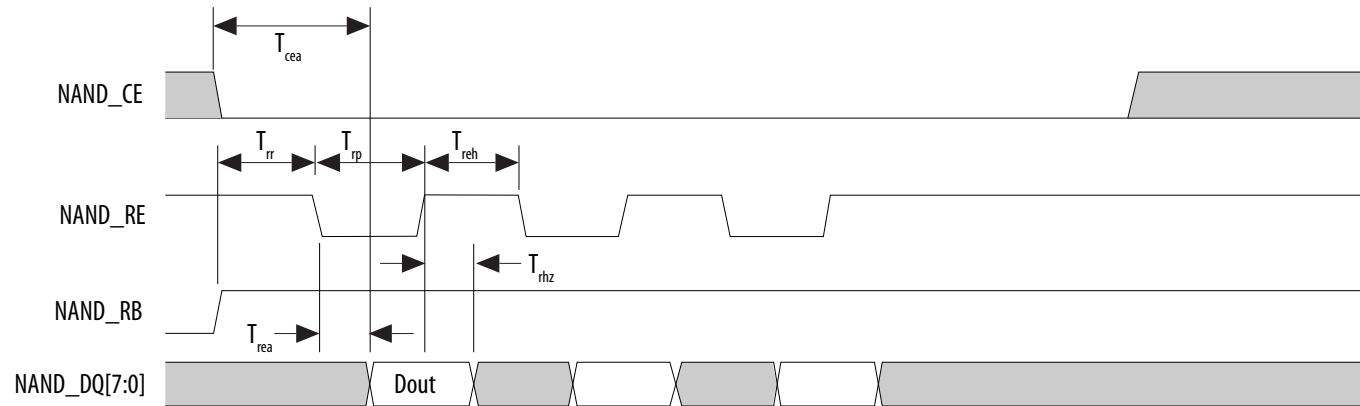 Tcea
NAND_CE
Trr Trp Treh
NAND_RE
Trhz
NAND_RB
Trea
NAND_DQ[7:0] Dout